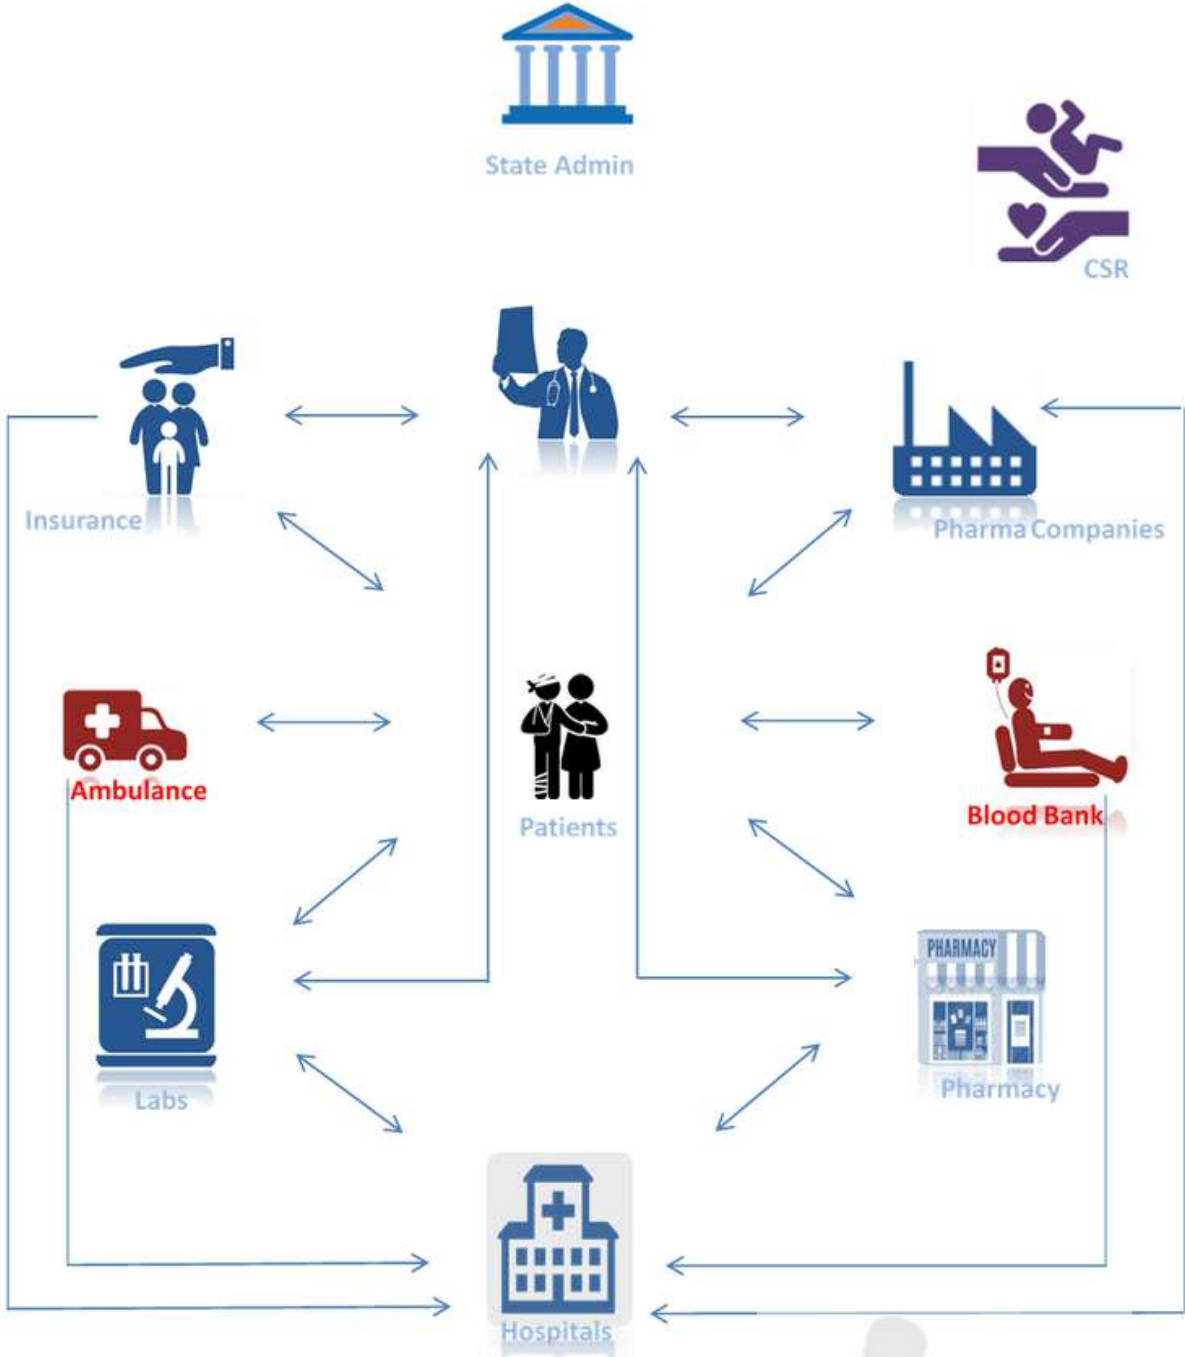 State Admin
CSR
Insurance
Pharma Companies
Ambulance
Patients
Blood Bank
PHARMACY
Labs
Pharmacy
Hospitals